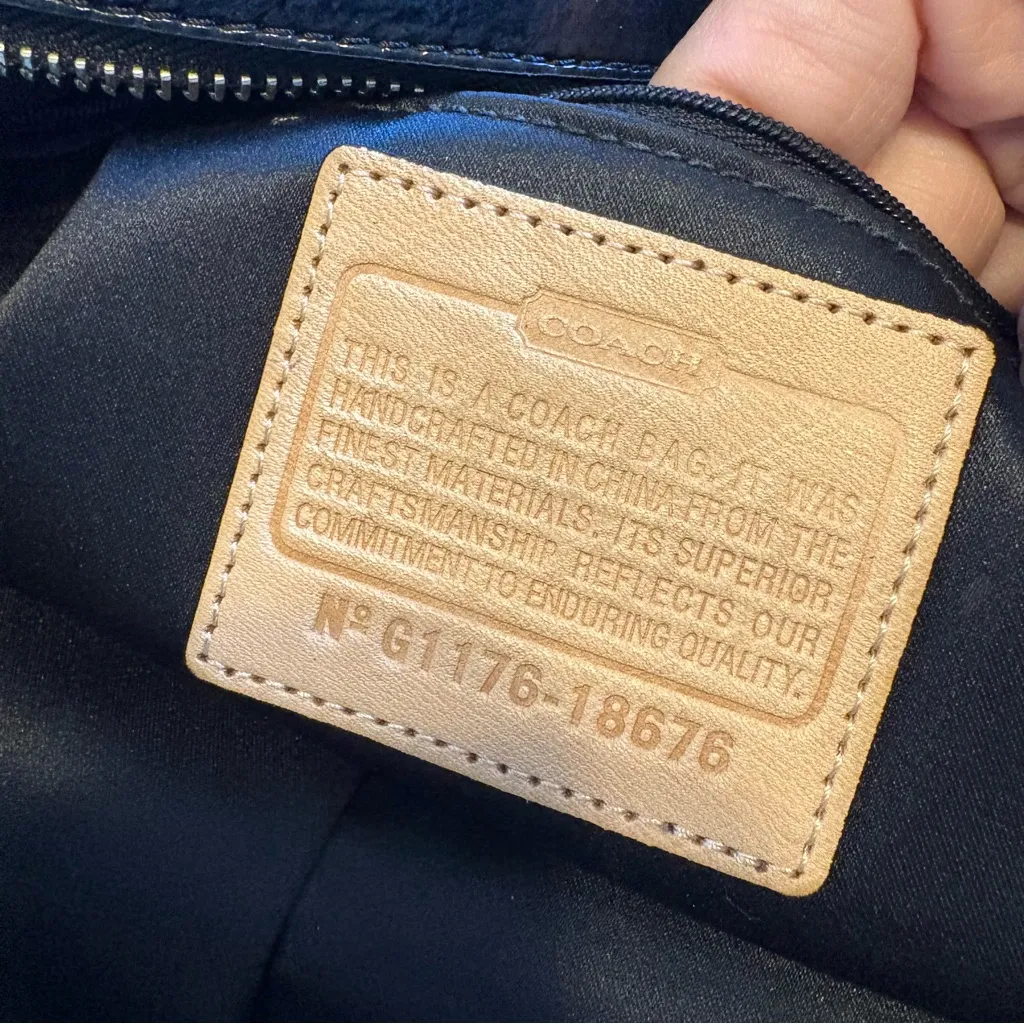 COACH
THIS IS A COACH BAG. IT WAS
HANDCRAFTED IN CHINA FROM THE
FINEST MATERIALS. ITS SUPERIOR
CRAFTSMANSHIP REFLECTS OUR
COMMITMENT TO ENDURING QUALITY.
Nº G1176-18676